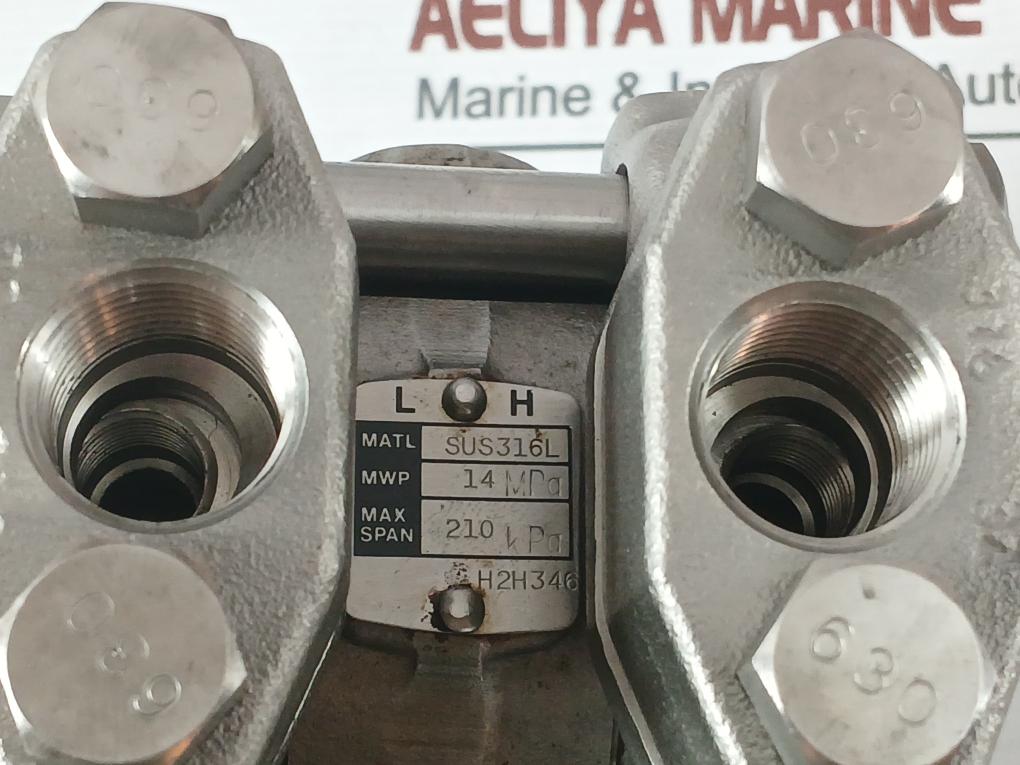 AELIYA MARINE
Marine &
630
630
L H
MATL SUS316L
MWP 14 MPa
MAX SPAN 210 kPa
H2H346
630
630